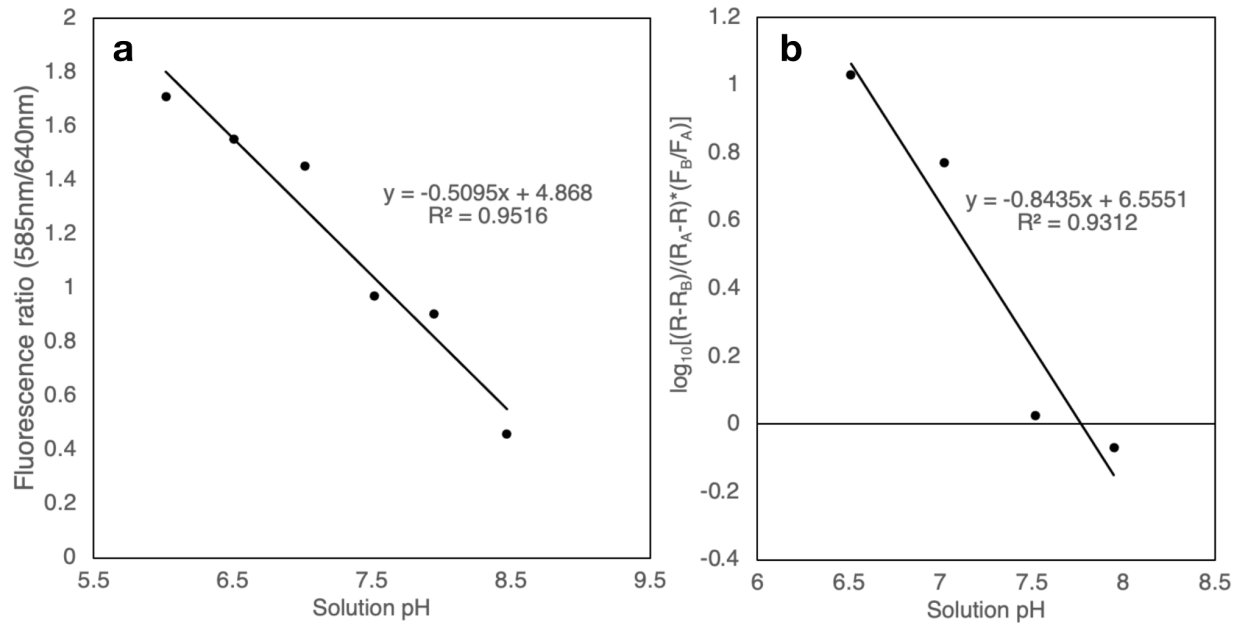 a
Fluorescence ratio (585nm/640nm)
2
1.8
1.6
1.4
1.2
1
0.8
0.6
0.4
0.2
0
y = -0.5095x + 4.868
R² = 0.9516
5.5 6.5 7.5 8.5 9.5
Solution pH
b
log₁₀[(R-R_B)/(R_A-R)*(F_B/F_A)]
1.2
1
0.8
0.6
0.4
0.2
0
-0.2
-0.4
y = -0.8435x + 6.5551
R² = 0.9312
6 6.5 7 7.5 8 8.5
Solution pH